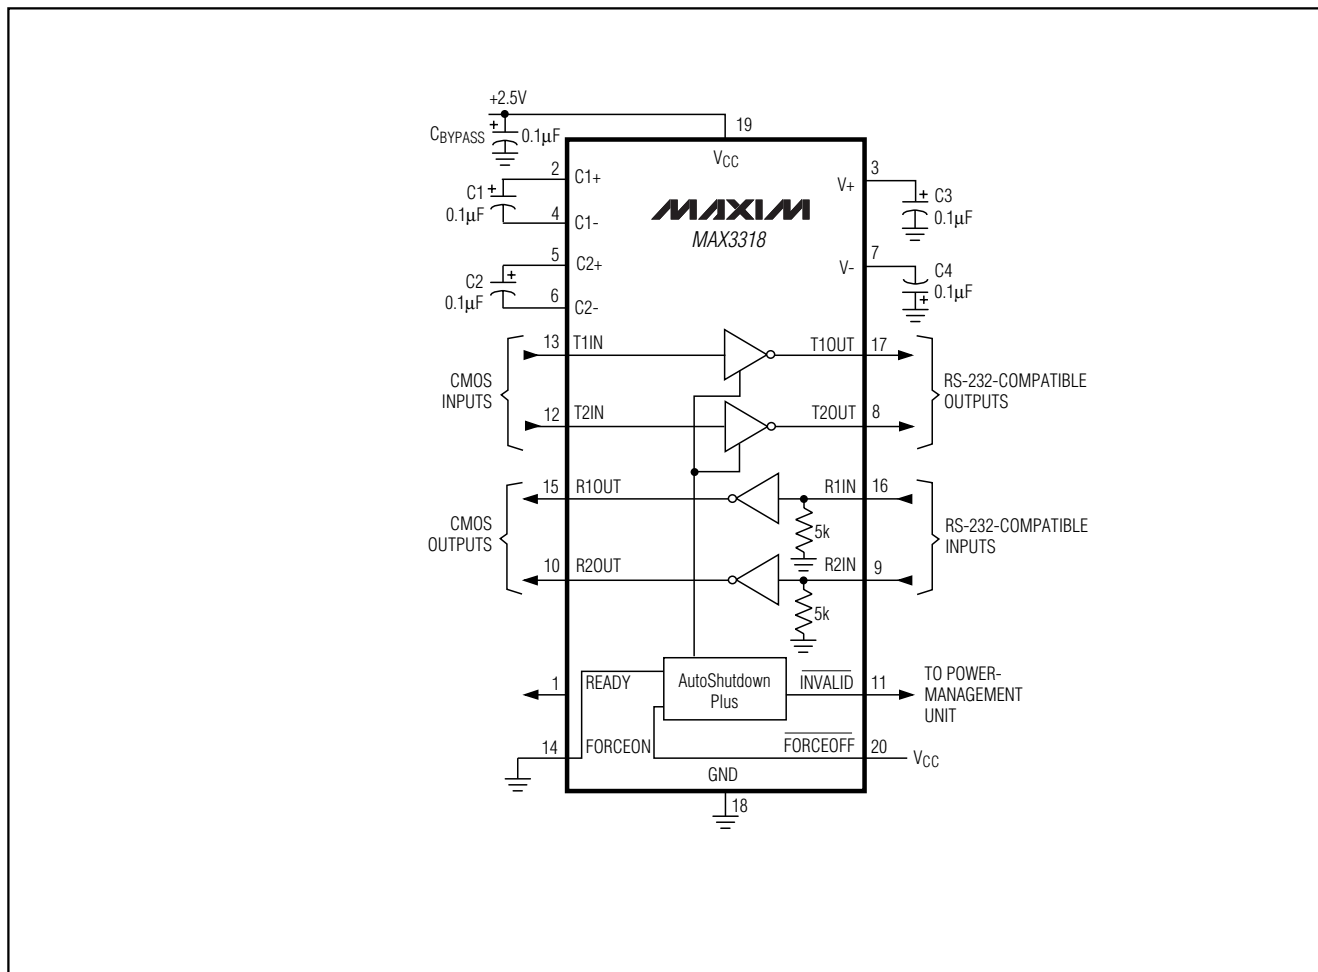 +2.5V
CBYPASS
+
0.1µF
19
VCC
2
C1+
C1
+
0.1µF
4
C1-
5
C2+
C2
+
0.1µF
6
C2-
MAXIM
MAX3318
3
V+
+
C3
0.1µF
7
V-
C4
0.1µF
+
13
T1IN
T1OUT
17
CMOS
INPUTS
RS-232-COMPATIBLE
OUTPUTS
12
T2IN
T2OUT
8
15
R1OUT
R1IN
16
5k
CMOS
OUTPUTS
RS-232-COMPATIBLE
INPUTS
10
R2OUT
R2IN
9
5k
1
READY
AutoShutdown
Plus
INVALID
11
TO POWER-
MANAGEMENT
UNIT
14
FORCEON
FORCEOFF
20
VCC
GND
18